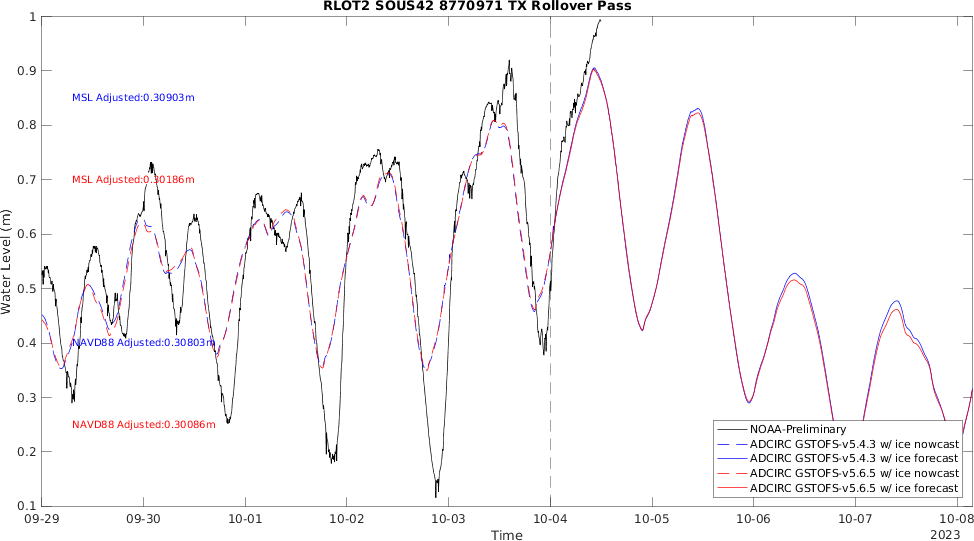 RLOT2 SOUS42 8770971 TX Rollover Pass
1
0.9
0.8
0.7
0.6
0.5
0.4
0.3
0.2
0.1
Water Level (m)
MSL Adjusted:0.30903m
MSL Adjusted:0.30186m
NAVD88 Adjusted:0.30803m
NAVD88 Adjusted:0.30086m
NOAA-Preliminary
ADCIRC GSTOFS-v5.4.3 w/ ice nowcast
ADCIRC GSTOFS-v5.4.3 w/ ice forecast
ADCIRC GSTOFS-v5.6.5 w/ ice nowcast
ADCIRC GSTOFS-v5.6.5 w/ ice forecast
09-29 09-30 10-01 10-02 10-03 10-04 10-05 10-06 10-07 10-08
Time
2023